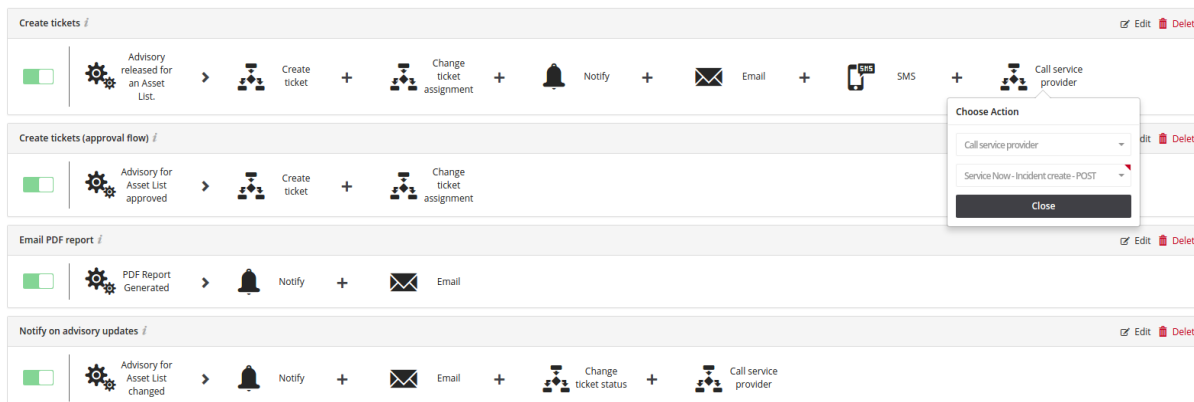 Create tickets i
Edit Delet
Advisory
released for
an Asset
List.
Create
ticket
Change
ticket
assignment
Notify
Email
SMS
SMS
Call service
provider
Choose Action
Call service provider
Service Now - Incident create - POST
Close
Create tickets (approval flow) i
dit Delet
Advisory for
Asset List
approved
Create
ticket
Change
ticket
assignment
Email PDF report i
Edit Delet
PDF Report
Generated
Notify
Email
Notify on advisory updates i
Edit Delet
Advisory for
Asset List
changed
Notify
Email
Change
ticket status
Call service
provider